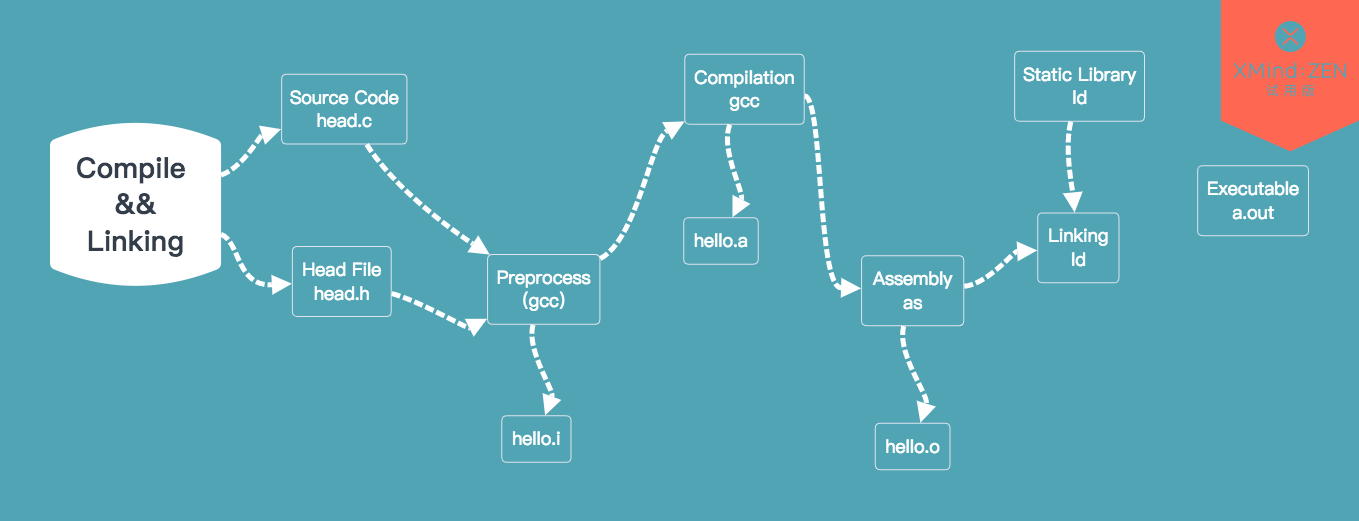 Compile
&&
Linking
Source Code
head.c
Head File
head.h
Preprocess
(gcc)
hello.i
Compilation
gcc
hello.a
Assembly
as
hello.o
Static Library
ld
Linking
ld
Executable
a.out
XMind:ZEN
试用版